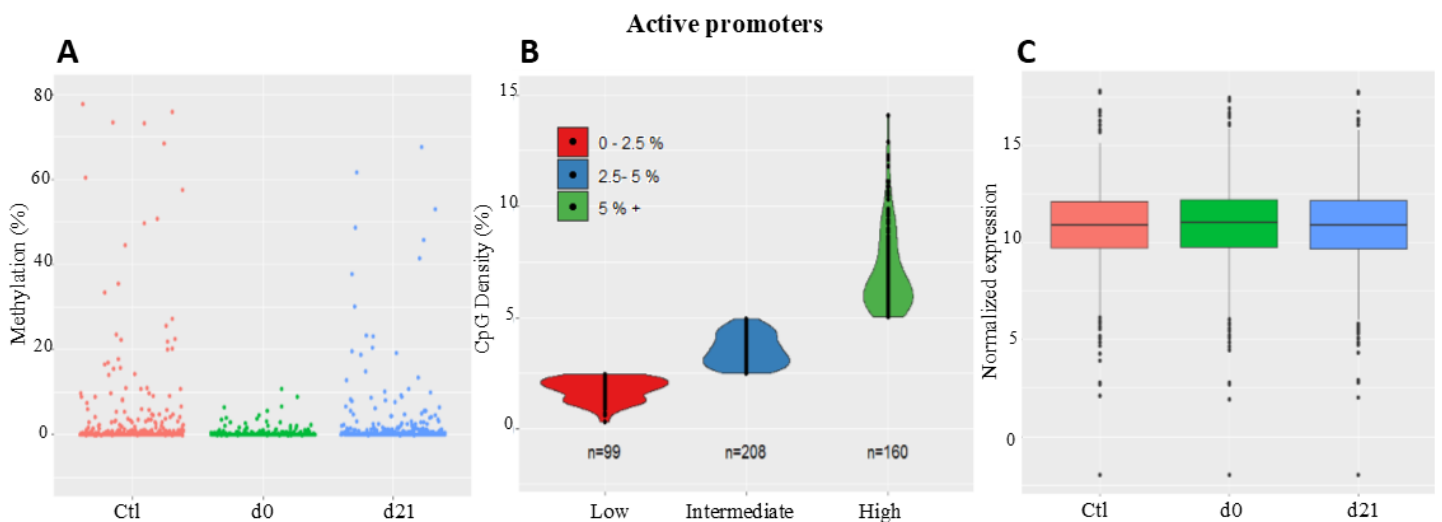 Active promoters
A
Methylation (%)
80
60
40
20
0
Ctl
d0
d21
B
CpG Density (%)
15
10
5
0
0 - 2.5 %
2.5- 5 %
5 % +
n=99
n=208
n=160
Low
Intermediate
High
C
Normalized expression
15
10
5
0
Ctl
d0
d21